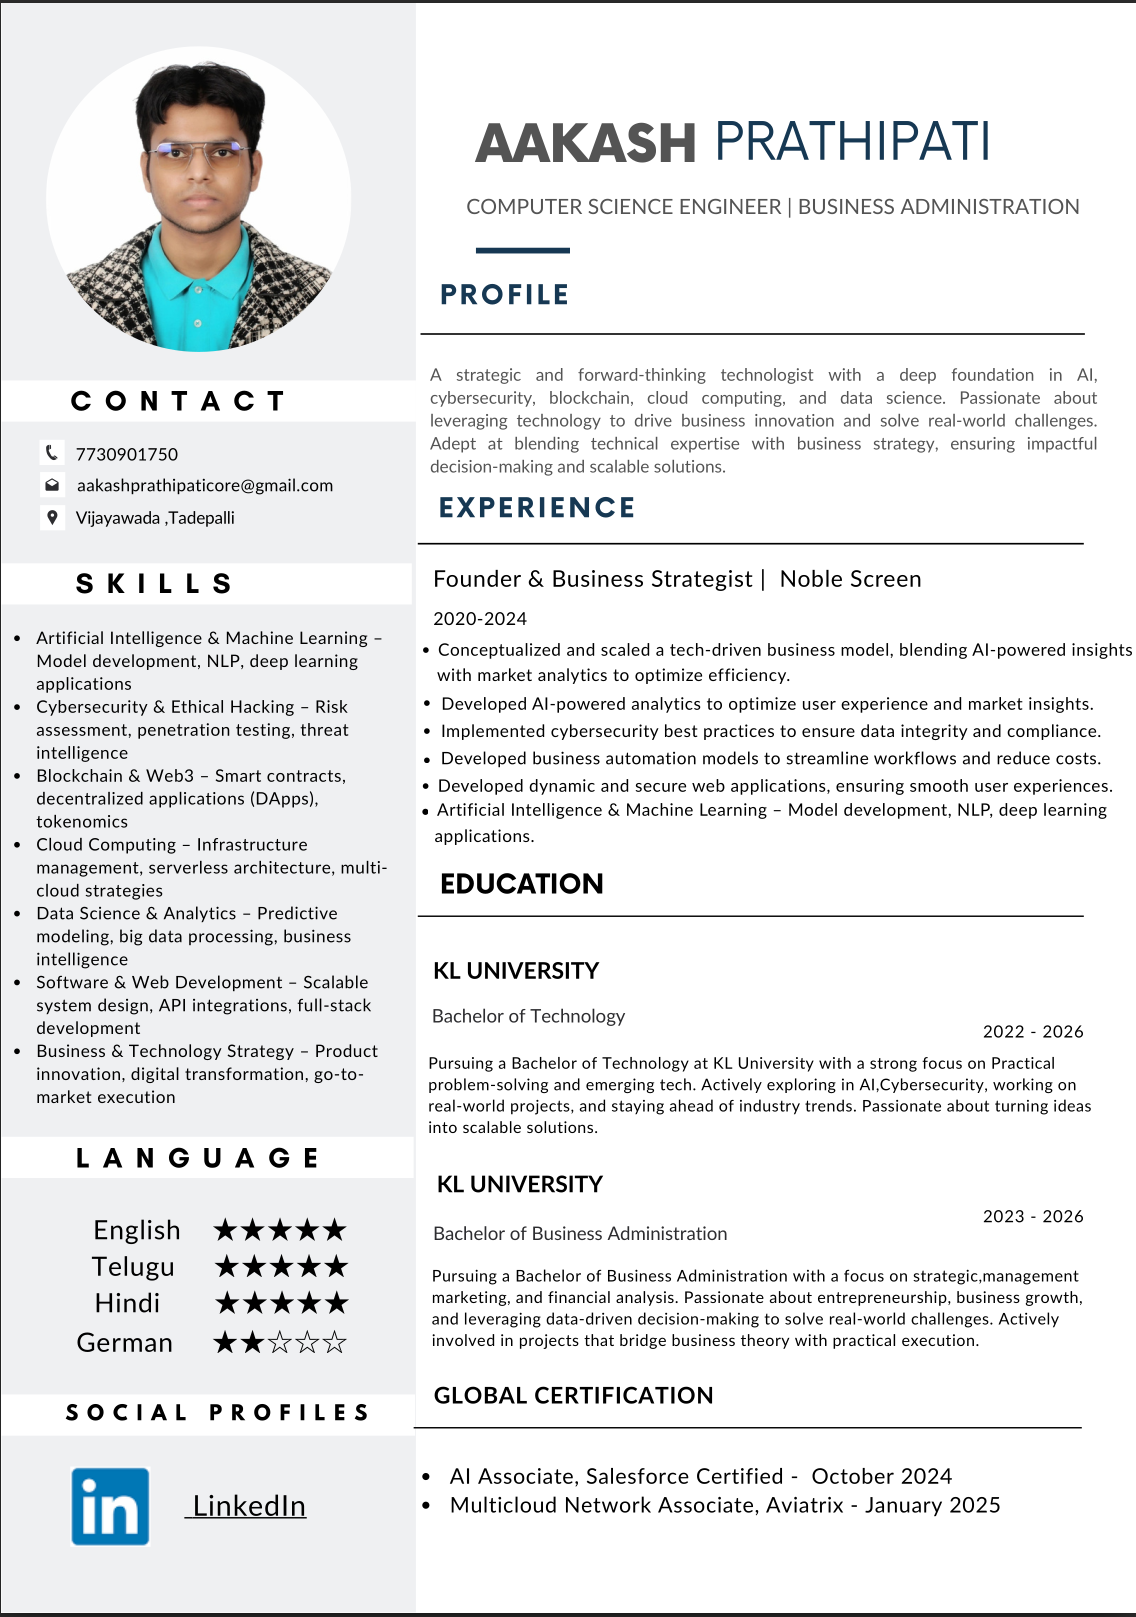 AAKASH PRATHIPATI
COMPUTER SCIENCE ENGINEER | BUSINESS ADMINISTRATION
CONTACT
7730901750
aakashprathipaticore@gmail.com
Vijayawada ,Tadepalli
SKILLS
• Artificial Intelligence & Machine Learning –
Model development, NLP, deep learning
applications
• Cybersecurity & Ethical Hacking – Risk
assessment, penetration testing, threat
intelligence
• Blockchain & Web3 – Smart contracts,
decentralized applications (DApps),
tokenomics
• Cloud Computing – Infrastructure
management, serverless architecture, multi-
cloud strategies
• Data Science & Analytics – Predictive
modeling, big data processing, business
intelligence
• Software & Web Development – Scalable
system design, API integrations, full-stack
development
• Business & Technology Strategy – Product
innovation, digital transformation, go-to-
market execution
LANGUAGE
English ★★★★★
Telugu ★★★★★
Hindi ★★★★★
German ★★☆☆☆
SOCIAL PROFILES
in LinkedIn
PROFILE
A strategic and forward-thinking technologist with a deep foundation in AI,
cybersecurity, blockchain, cloud computing, and data science. Passionate about
leveraging technology to drive business innovation and solve real-world challenges.
Adept at blending technical expertise with business strategy, ensuring impactful
decision-making and scalable solutions.
EXPERIENCE
Founder & Business Strategist | Noble Screen
2020-2024
• Conceptualized and scaled a tech-driven business model, blending AI-powered insights
with market analytics to optimize efficiency.
• Developed AI-powered analytics to optimize user experience and market insights.
• Implemented cybersecurity best practices to ensure data integrity and compliance.
• Developed business automation models to streamline workflows and reduce costs.
• Developed dynamic and secure web applications, ensuring smooth user experiences.
• Artificial Intelligence & Machine Learning – Model development, NLP, deep learning
applications.
EDUCATION
KL UNIVERSITY
Bachelor of Technology
2022 - 2026
Pursuing a Bachelor of Technology at KL University with a strong focus on Practical
problem-solving and emerging tech. Actively exploring in AI,Cybersecurity, working on
real-world projects, and staying ahead of industry trends. Passionate about turning ideas
into scalable solutions.
KL UNIVERSITY
2023 - 2026
Bachelor of Business Administration
Pursuing a Bachelor of Business Administration with a focus on strategic,management
marketing, and financial analysis. Passionate about entrepreneurship, business growth,
and leveraging data-driven decision-making to solve real-world challenges. Actively
involved in projects that bridge business theory with practical execution.
GLOBAL CERTIFICATION
• AI Associate, Salesforce Certified - October 2024
• Multicloud Network Associate, Aviatrix - January 2025